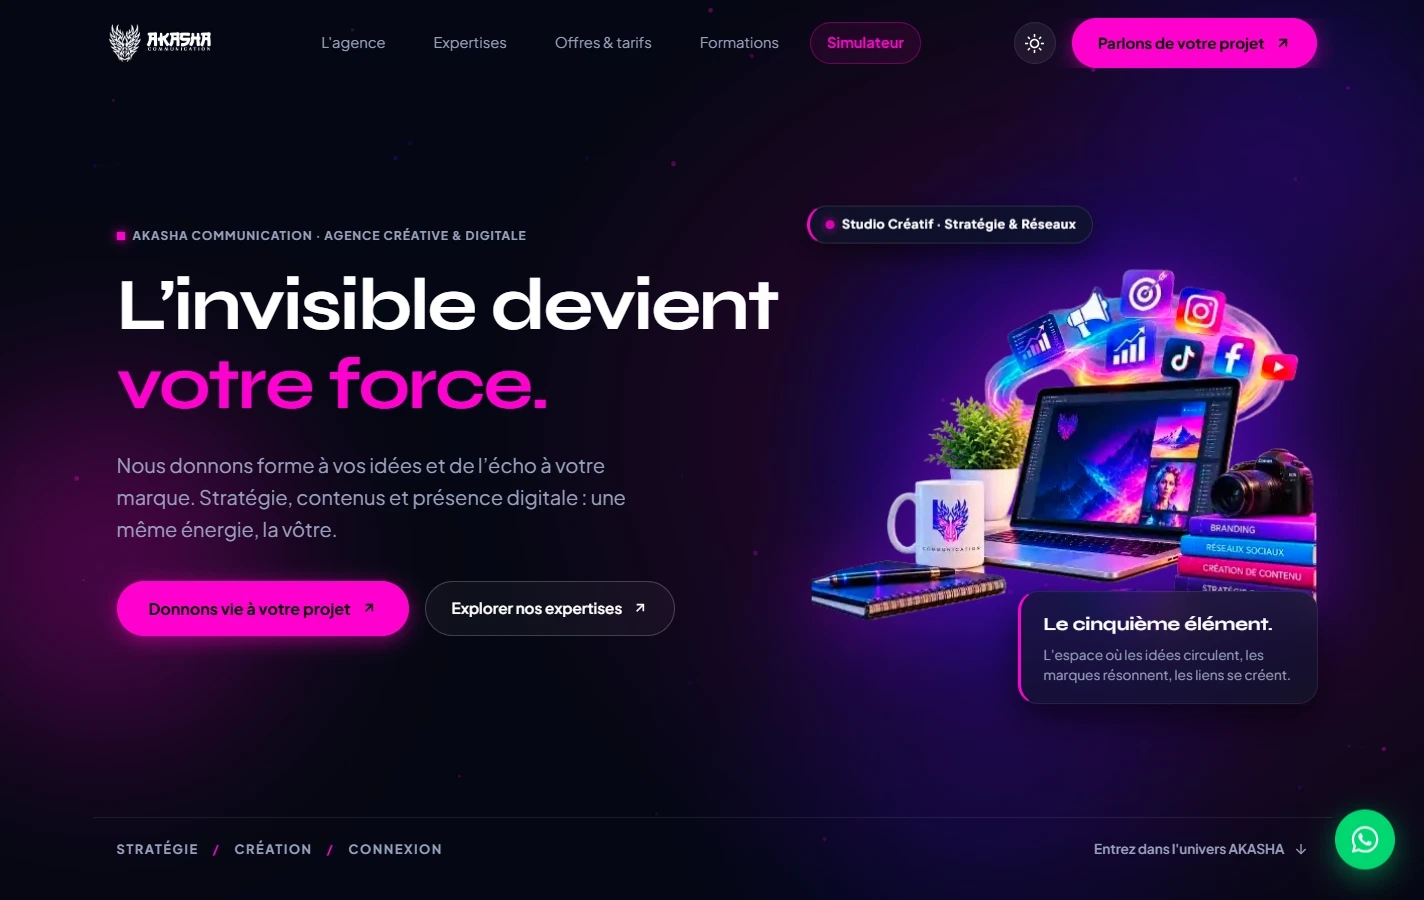 AKASHA
COMMUNICATION
L'agence
Expertises
Offres & tarifs
Formations
Simulateur
Parlons de votre projet
AKASHA COMMUNICATION · AGENCE CRÉATIVE & DIGITALE
L’invisible devient
votre force.
Nous donnons forme à vos idées et de l’écho à votre
marque. Stratégie, contenus et présence digitale : une
même énergie, la vôtre.
Donnons vie à votre projet
Explorer nos expertises
Studio Créatif · Stratégie & Réseaux
Canon
COMMUNICATION
BRANDING
RÉSEAUX SOCIAUX
CRÉATION DE CONTENU
Le cinquième élément.
L'espace où les idées circulent, les
marques résonnent, les liens se créent.
STRATÉGIE / CRÉATION / CONNEXION
Entrez dans l'univers AKASHA